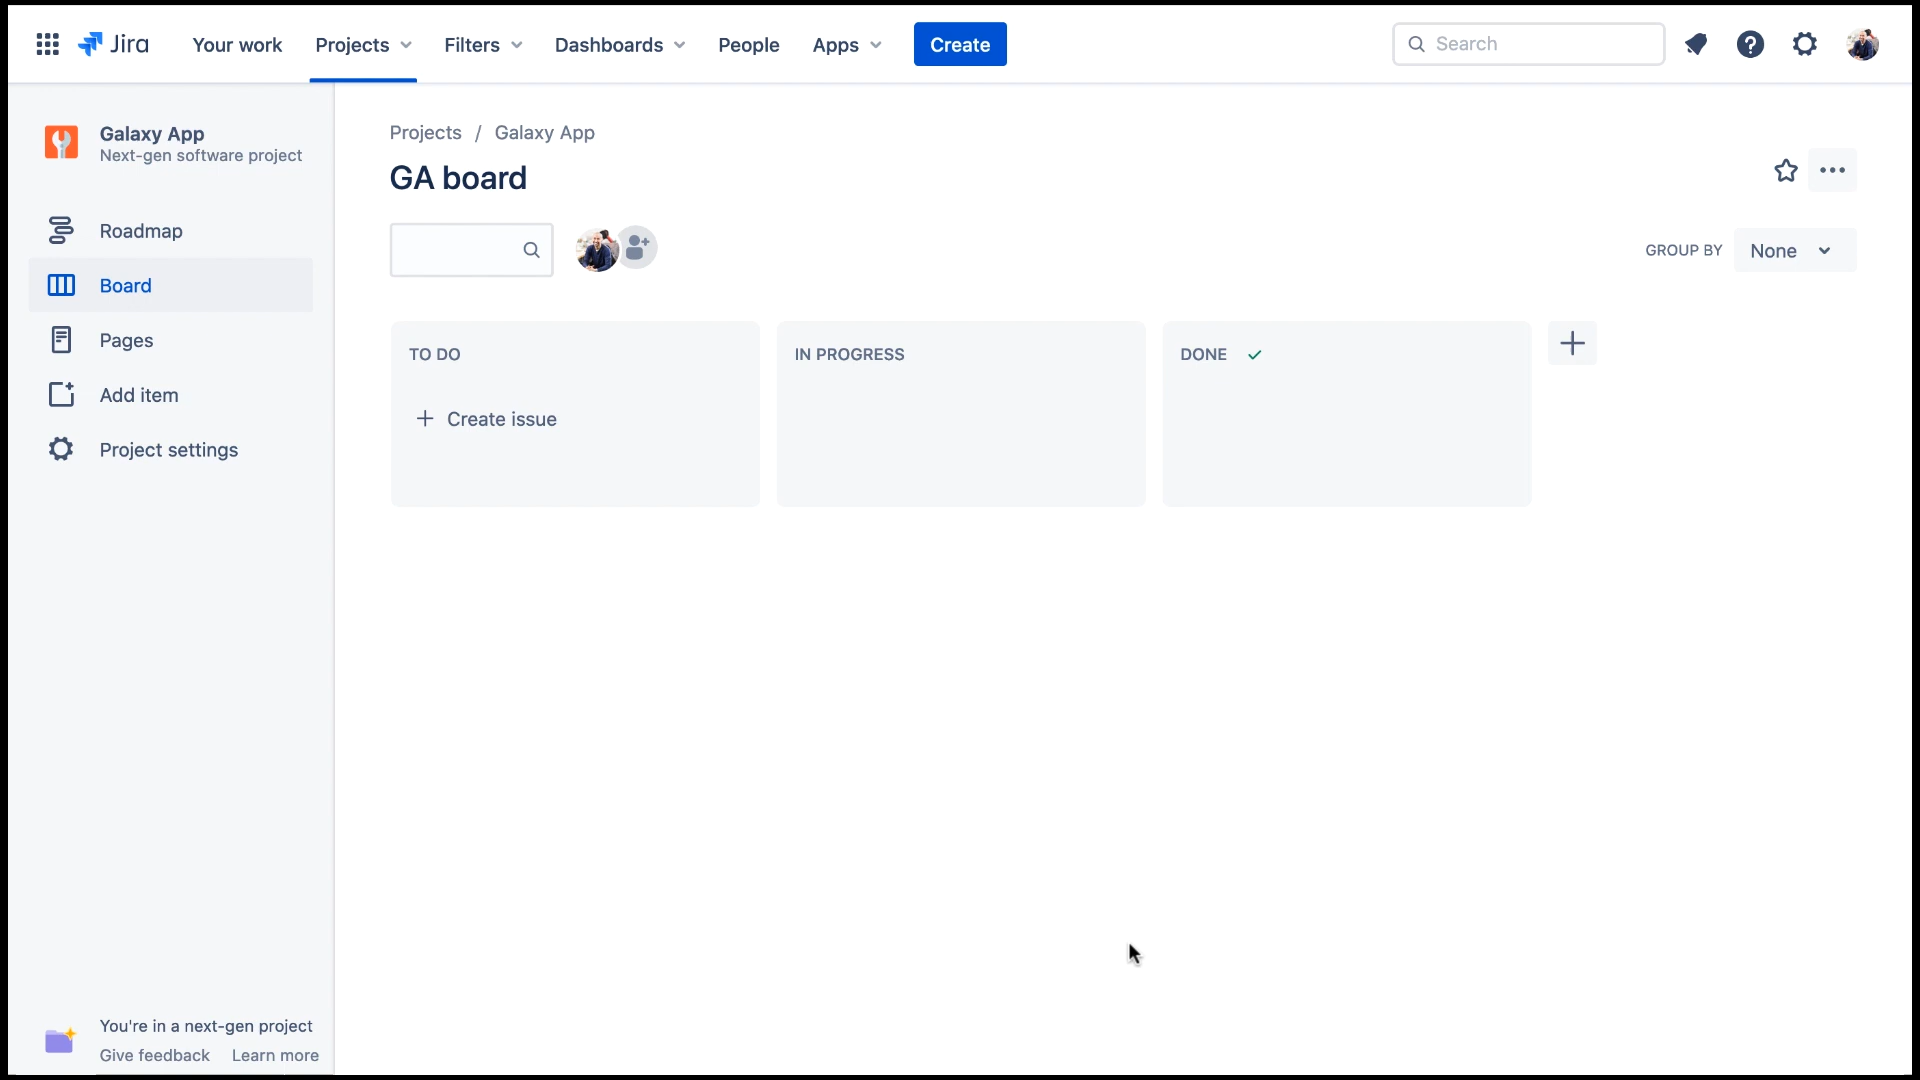 Jira Your work Projects Filters Dashboards People Apps Create Search
Galaxy App
Next-gen software project
Roadmap
Board
Pages
Add item
Project settings
You're in a next-gen project
Give feedback Learn more
Projects / Galaxy App
GA board
GROUP BY None
TO DO IN PROGRESS DONE
+ Create issue